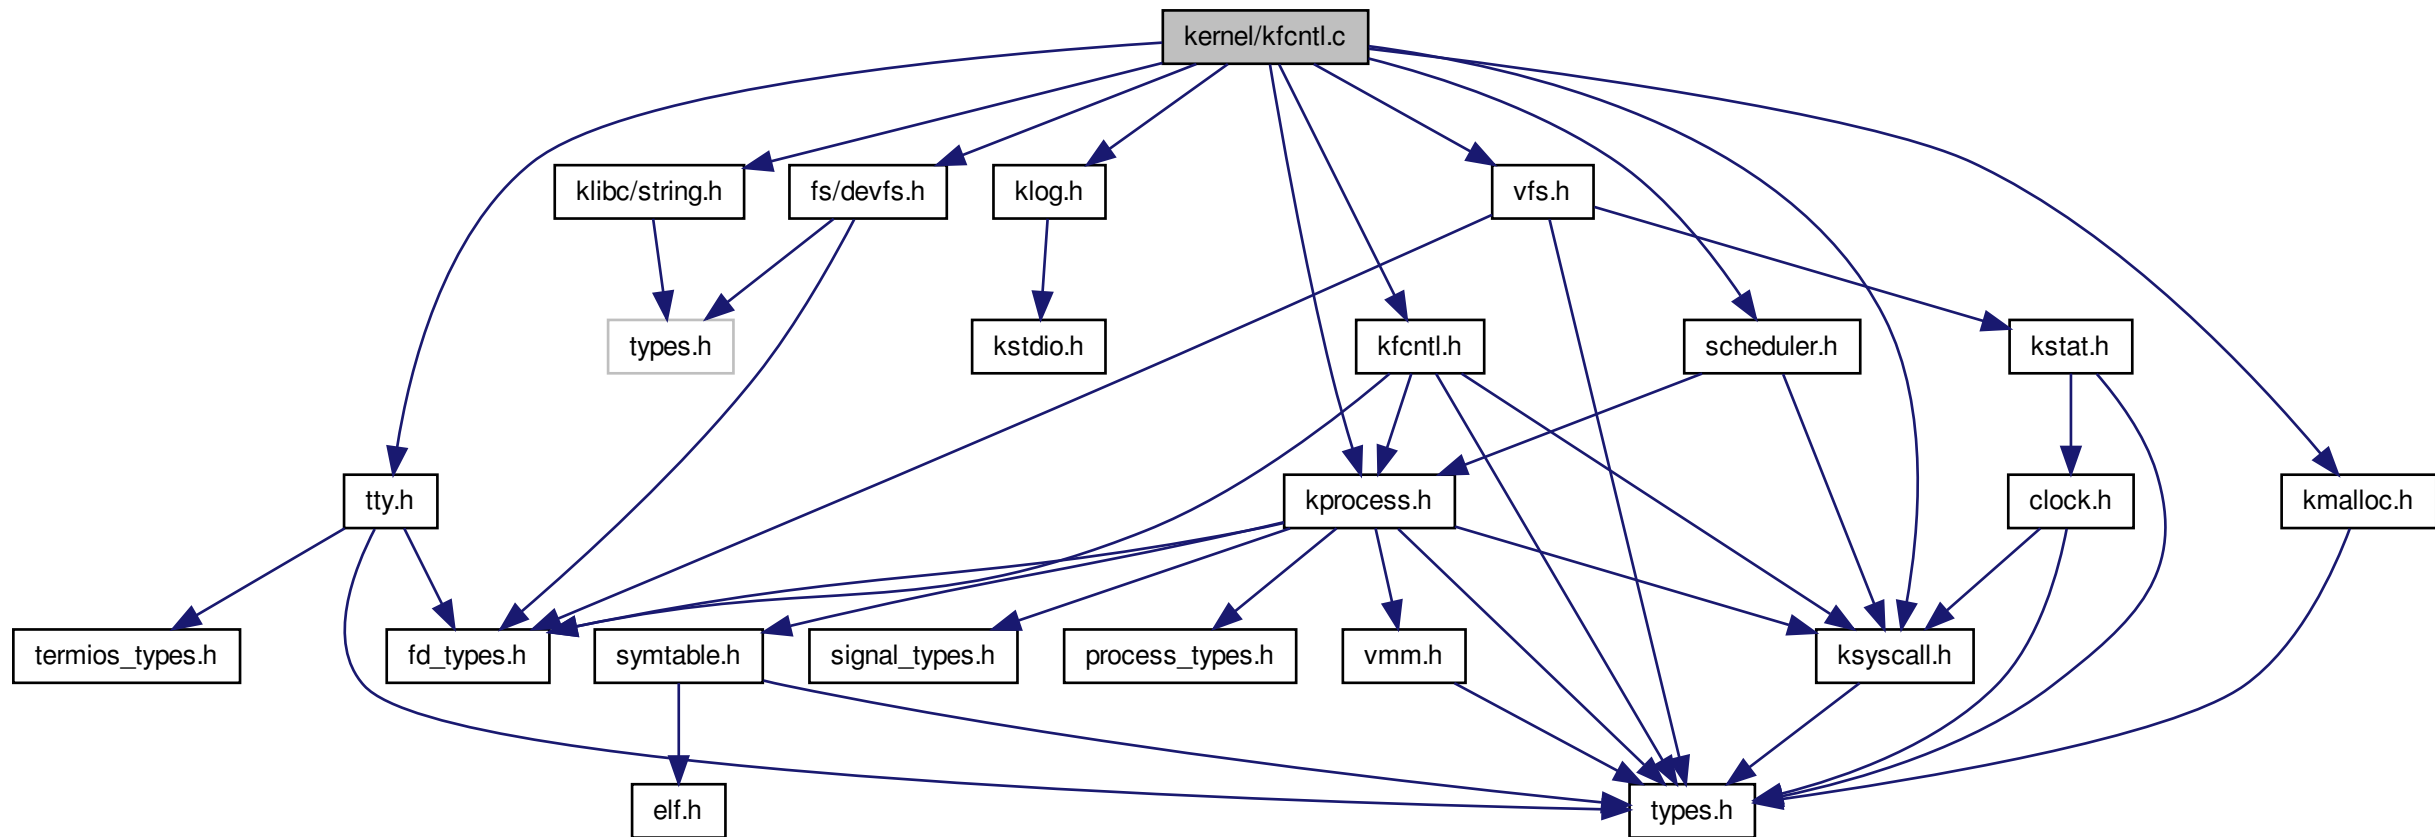 kernel/kfcntl.c
klibc/string.h
fs/devfs.h
klog.h
vfs.h
types.h
kstdio.h
kfcntl.h
scheduler.h
kstat.h
tty.h
kprocess.h
clock.h
kmalloc.h
termios_types.h
fd_types.h
symtable.h
signal_types.h
process_types.h
vmm.h
ksyscall.h
elf.h
types.h